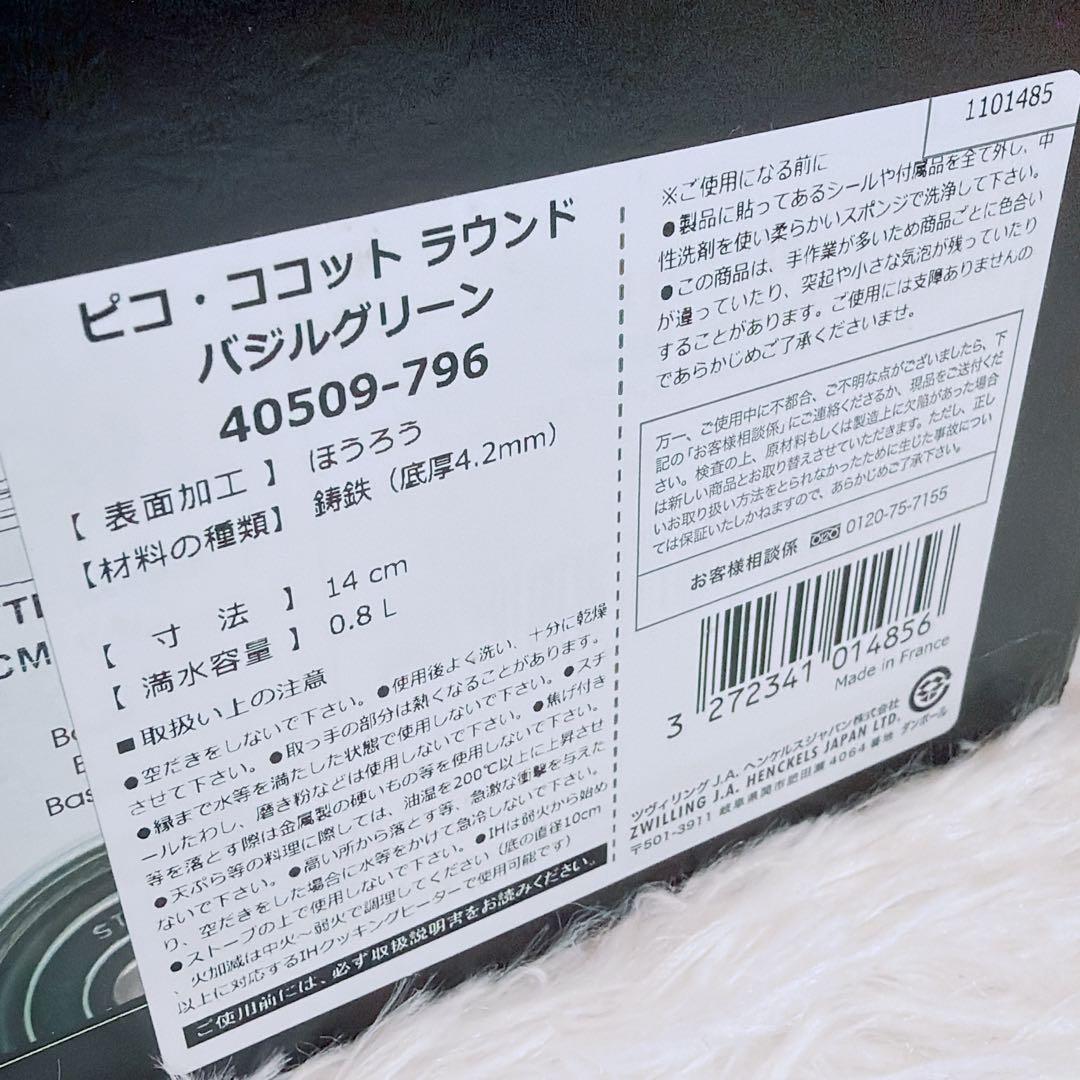 ピコ・ココット ラウンド
バジルグリーン
40509-796
【 表面加工 】 ほうろう
【材料の種類】 鋳鉄（底厚4.2mm）
【 寸 法 】 14 cm
【 満水容量 】 0.8 L
■取扱い上の注意
●空だきをしないで下さい。●使用後よく洗い、十分に乾燥
させて下さい。●取っ手の部分は熱くなることがあります。
●縁まで水等を満たした状態で使用しないで下さい。●スチ
ールたわし、磨き粉などは使用しないで下さい。●焦げ付き
等を落とす際は金属製の硬いもの等を使用しないで下さい。
●天ぷら等の料理に際しては、油温を200℃以上に上昇させ
ないで下さい。●高い所から落とす等、急激な衝撃を与えた
り、空だきをした場合に水等をかけて急冷しないで下さい。
●ストーブの上で使用しないで下さい。●IHは弱火から始め
、火加減は中火～弱火で調理してください（底の直径10cm
以上に対応するIHクッキングヒーターで使用可能です）
ご使用前には、必ず取扱説明書をお読みください。
1101485
※ご使用になる前に
●製品に貼ってあるシールや付属品を全て外し、中
性洗剤を使い柔らかいスポンジで洗浄して下さい。
●この商品は、手作業が多いため商品ごとに色合い
が違っていたり、突起や小さな気泡が残っていたり
することがあります。ご使用には支障ありませんの
であらかじめご了承くださいませ。
万一、ご使用中に不都合、ご不明な点がございましたら、下
記の「お客様相談係」にご連絡くださるか、現品をご送付くだ
さい。検査の上、原材料もしくは製造上に欠陥があった場合
は新しい商品とお取り替えさせていただきます。ただし、正し
いお取り扱い方法をとられなかったために生じた事故につい
ては保証いたしかねますので、あらかじめご了承下さい。
お客様相談係 0120-75-7155
3 272341 014856
Made in France
ツヴィリング J.A. ヘンケルスジャパン株式会社
ZWILLING J.A. HENCKELS JAPAN LTD.
〒501-3911 岐阜県関市肥田瀬 4064 番地 ダンボール
CM
Bas
ST